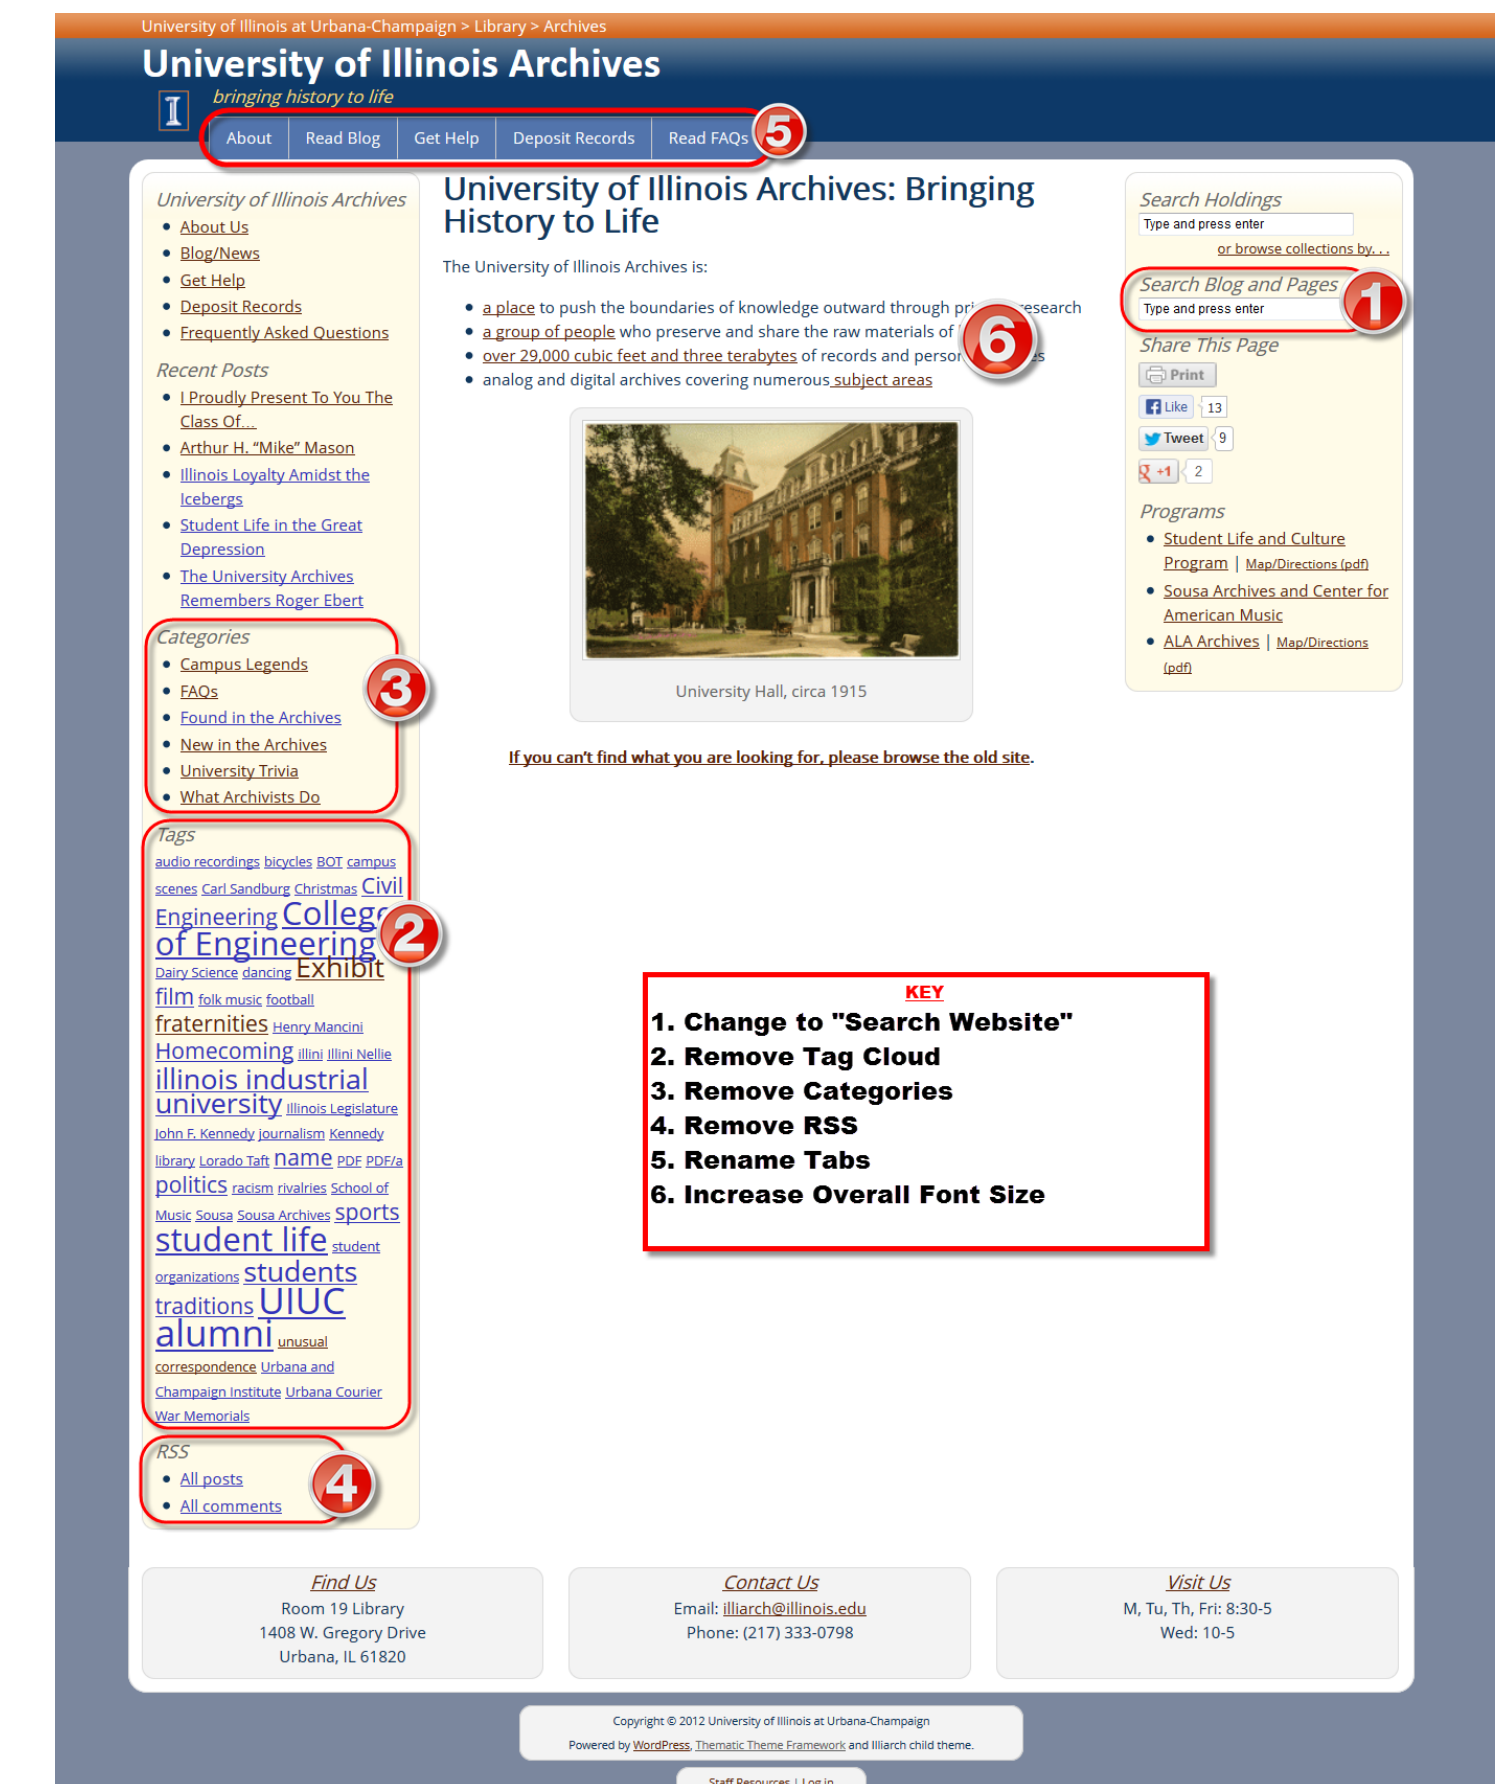 University of Illinois at Urbana-Champaign > Library > Archives
University of Illinois Archives
bringing history to life
I
About
Read Blog
Get Help
Deposit Records
Read FAQs
5
University of Illinois Archives
About Us
Blog/News
Get Help
Deposit Records
Frequently Asked Questions
Recent Posts
I Proudly Present To You The
Class Of…
Arthur H. “Mike” Mason
Illinois Loyalty Amidst the
Icebergs
Student Life in the Great
Depression
The University Archives
Remembers Roger Ebert
Categories
Campus Legends
FAQs
Found in the Archives
New in the Archives
University Trivia
What Archivists Do
3
Tags
audio recordings bicycles BOT campus
scenes Carl Sandburg Christmas Civil
Engineering College
of Engineering
Dairy Science dancing Exhibit
film folk music football
fraternities Henry Mancini
Homecoming illini Illini Nellie
illinois industrial
university Illinois Legislature
John F. Kennedy journalism Kennedy
library Lorado Taft name PDF PDF/a
politics racism rivalries School of
Music Sousa Sousa Archives sports
student life student
organizations students
traditions UIUC
alumni unusual
correspondence Urbana and
Champaign Institute Urbana Courier
War Memorials
2
RSS
All posts
All comments
4
University of Illinois Archives: Bringing
History to Life
The University of Illinois Archives is:
a place to push the boundaries of knowledge outward through research
a group of people who preserve and share the raw materials of
over 29,000 cubic feet and three terabytes of records and
analog and digital archives covering numerous subject areas
6
University Hall, circa 1915
If you can’t find what you are looking for, please browse the old site.
KEY
1. Change to "Search Website"
2. Remove Tag Cloud
3. Remove Categories
4. Remove RSS
5. Rename Tabs
6. Increase Overall Font Size
Search Holdings
Type and press enter
or browse collections by. . .
Search Blog and Pages
Type and press enter
1
Share This Page
Print
Like 13
Tweet 9
g +1 2
Programs
Student Life and Culture
Program | Map/Directions (pdf)
Sousa Archives and Center for
American Music
ALA Archives | Map/Directions
(pdf)
Find Us
Room 19 Library
1408 W. Gregory Drive
Urbana, IL 61820
Contact Us
Email: illiarch@illinois.edu
Phone: (217) 333-0798
Visit Us
M, Tu, Th, Fri: 8:30-5
Wed: 10-5
Copyright © 2012 University of Illinois at Urbana-Champaign
Powered by WordPress, Thematic Theme Framework and Illiarch child theme.
Staff Resources | Log in